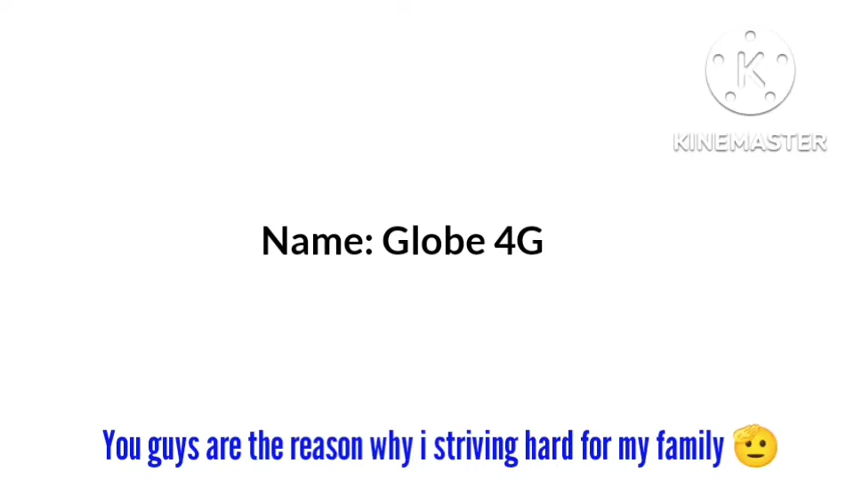 KINEMASTER
Name: Globe 4G
You guys are the reason why i striving hard for my family 🫡